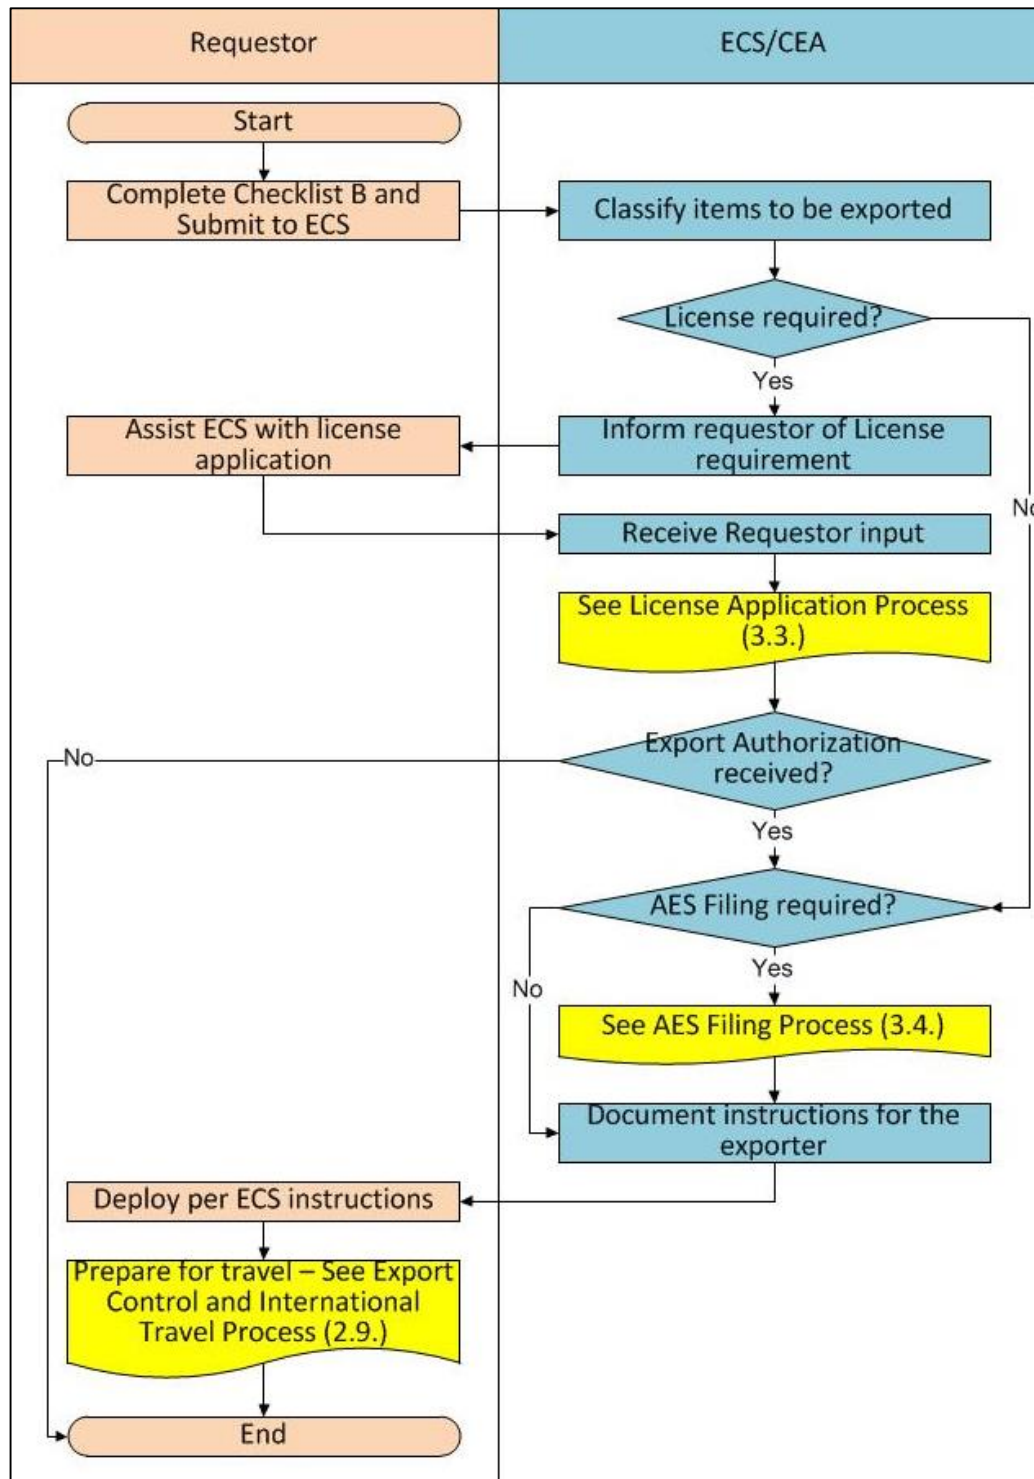 Requestor
ECS/CEA
Start
Complete Checklist B and
Submit to ECS
Classify items to be exported
License required?
Yes
Assist ECS with license
application
Inform requestor of License
requirement
No
Receive Requestor input
See License Application Process
(3.3.)
Export Authorization
received?
No
Yes
AES Filing required?
Yes
No
See AES Filing Process (3.4.)
Document instructions for the
exporter
Deploy per ECS instructions
Prepare for travel – See Export
Control and International
Travel Process (2.9.)
End